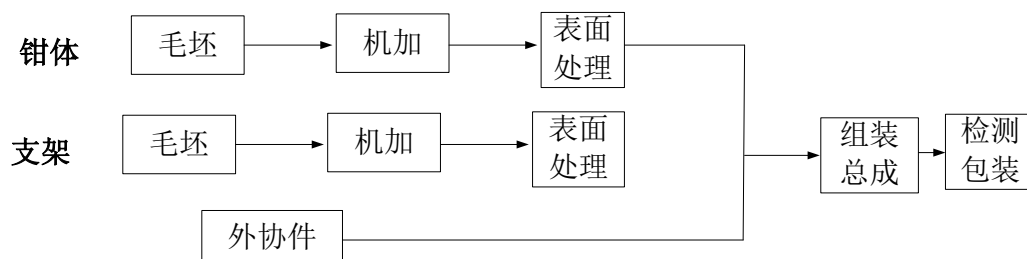 钳体
毛坯
机加
表面
处理
支架
毛坯
机加
表面
处理
外协件
组装
总成
检测
包装